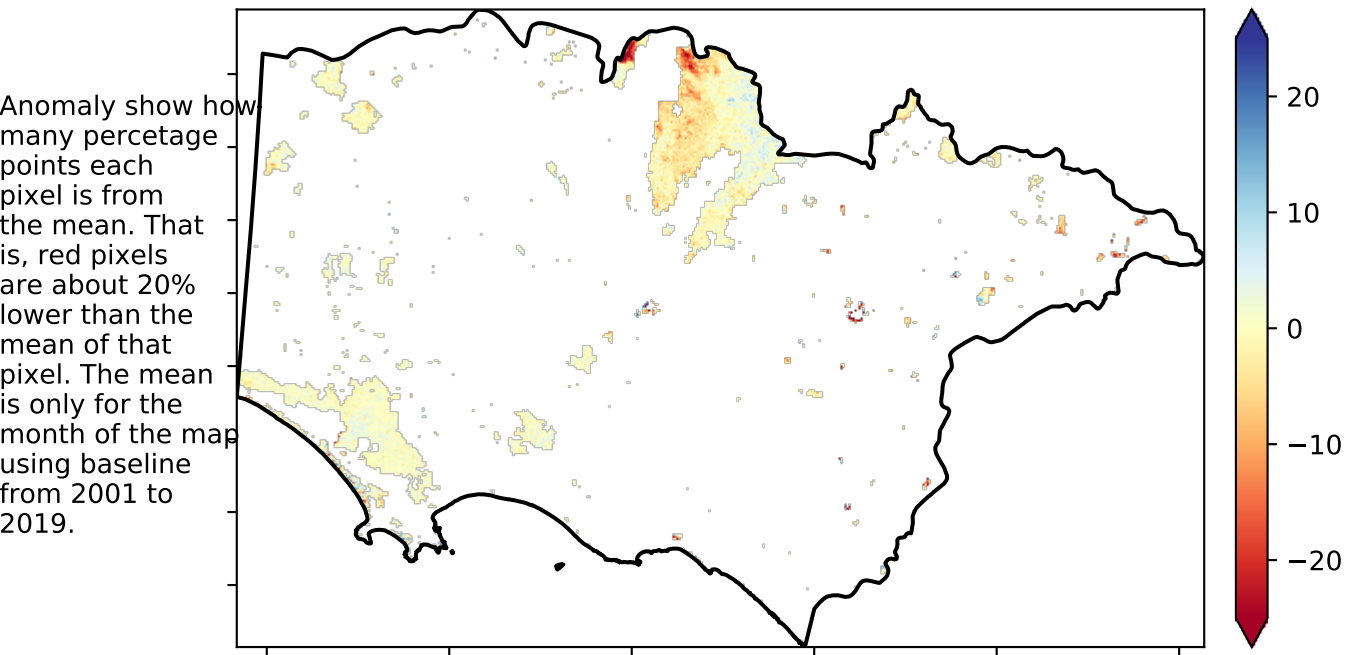 Anomaly show how
many percetage
points each
pixel is from
the mean. That
is, red pixels
are about 20%
lower than the
mean of that
pixel. The mean
is only for the
month of the map
using baseline
from 2001 to
2019.
20
10
0
−10
−20